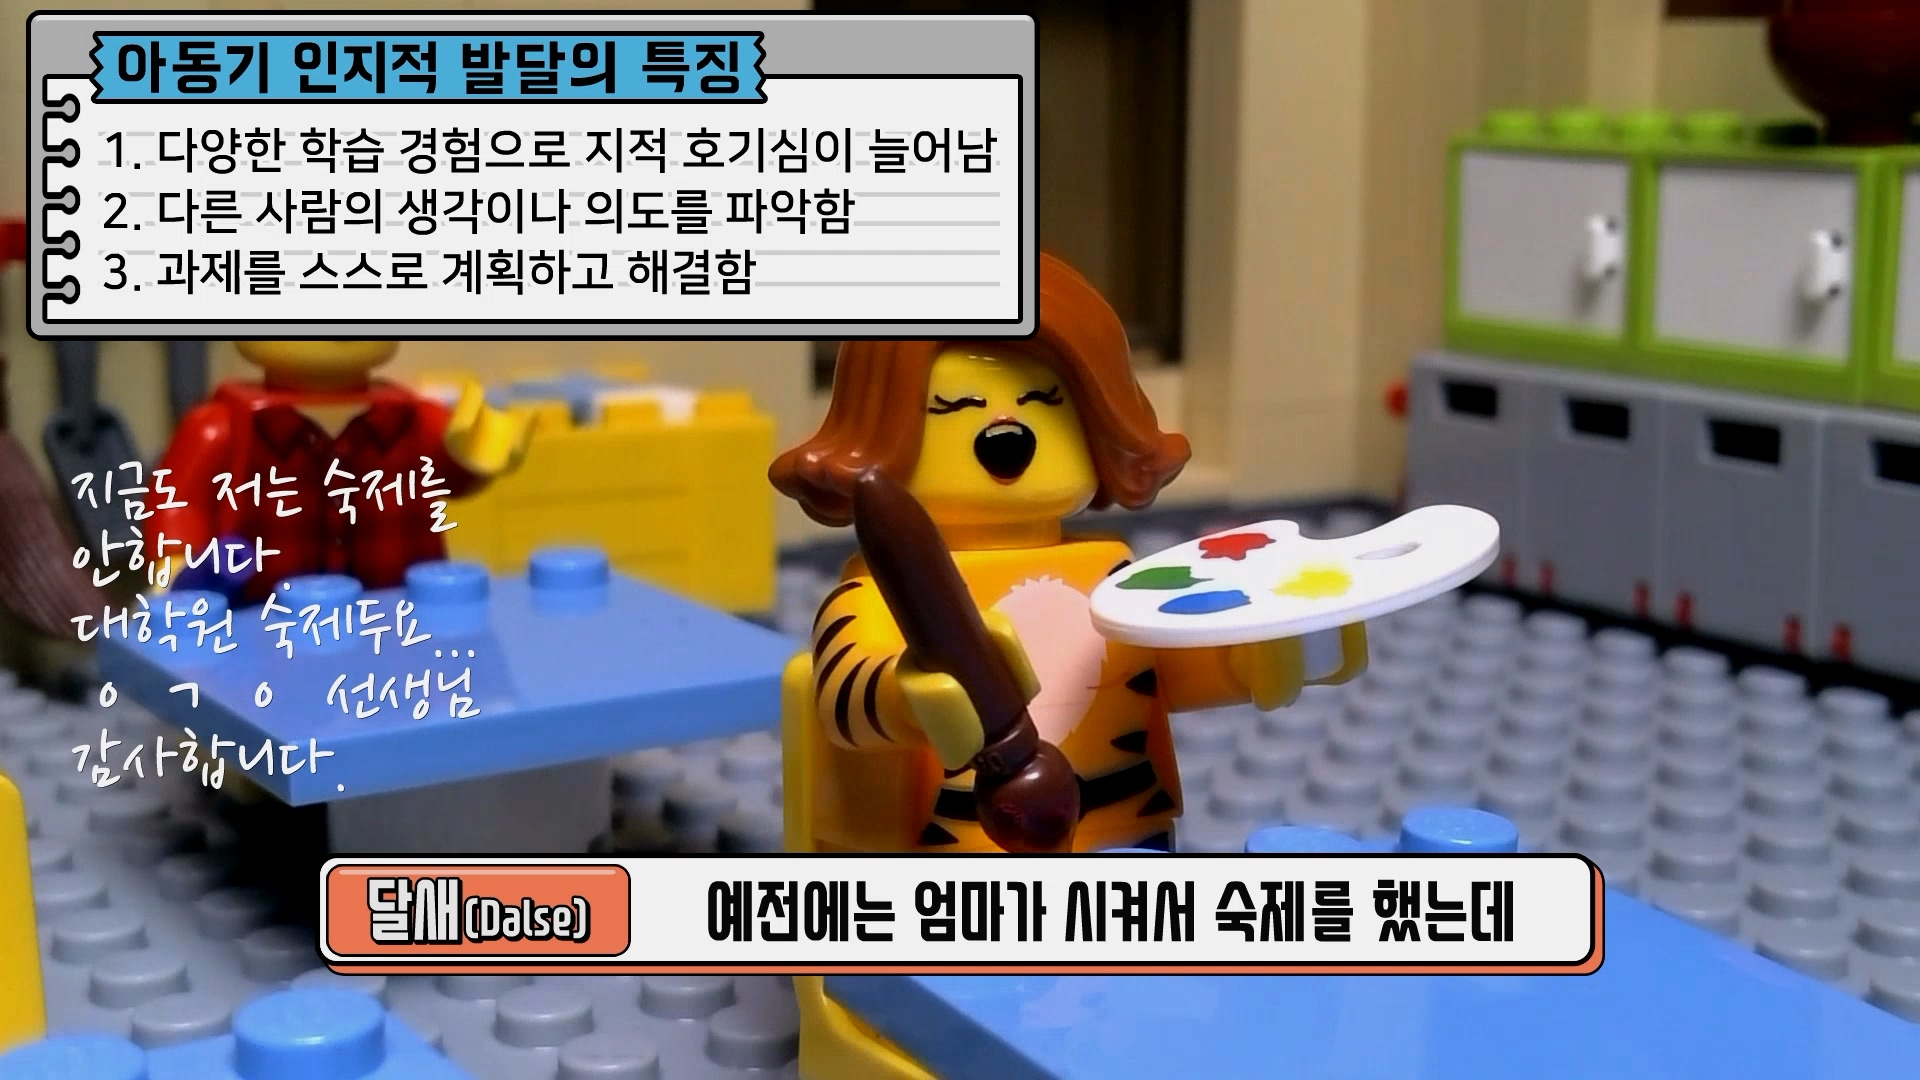 아동기 인지적 발달의 특징
1. 다양한 학습 경험으로 지적 호기심이 늘어남
2. 다른 사람의 생각이나 의도를 파악함
3. 과제를 스스로 계획하고 해결함
지금도 저는 숙제를
안합니다.
대학원 숙제두요...
ㅇ ㄱ ㅇ 선생님
감사합니다.
달새(Dalse) 예전에는 엄마가 시켜서 숙제를 했는데